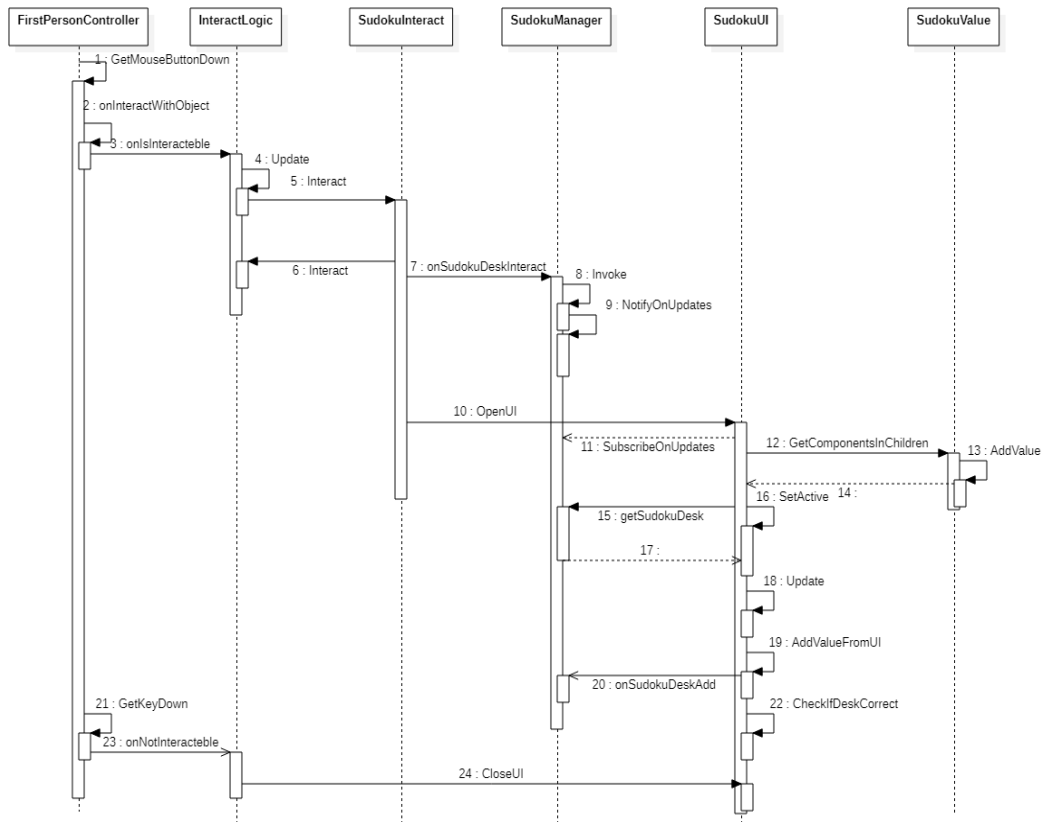 FirstPersonController
InteractLogic
SudokuInteract
SudokuManager
SudokuUI
SudokuValue
1 : GetMouseButtonDown
2 : onInteractWithObject
3 : onIsInteracteble
4 : Update
5 : Interact
6 : Interact
7 : onSudokuDeskInteract
8 : Invoke
9 : NotifyOnUpdates
10 : OpenUI
11 : SubscribeOnUpdates
12 : GetComponentsInChildren
13 : AddValue
14 :
15 : getSudokuDesk
16 : SetActive
17 :
18 : Update
19 : AddValueFromUI
20 : onSudokuDeskAdd
21 : GetKeyDown
22 : CheckIfDeskCorrect
23 : onNotInteracteble
24 : CloseUI